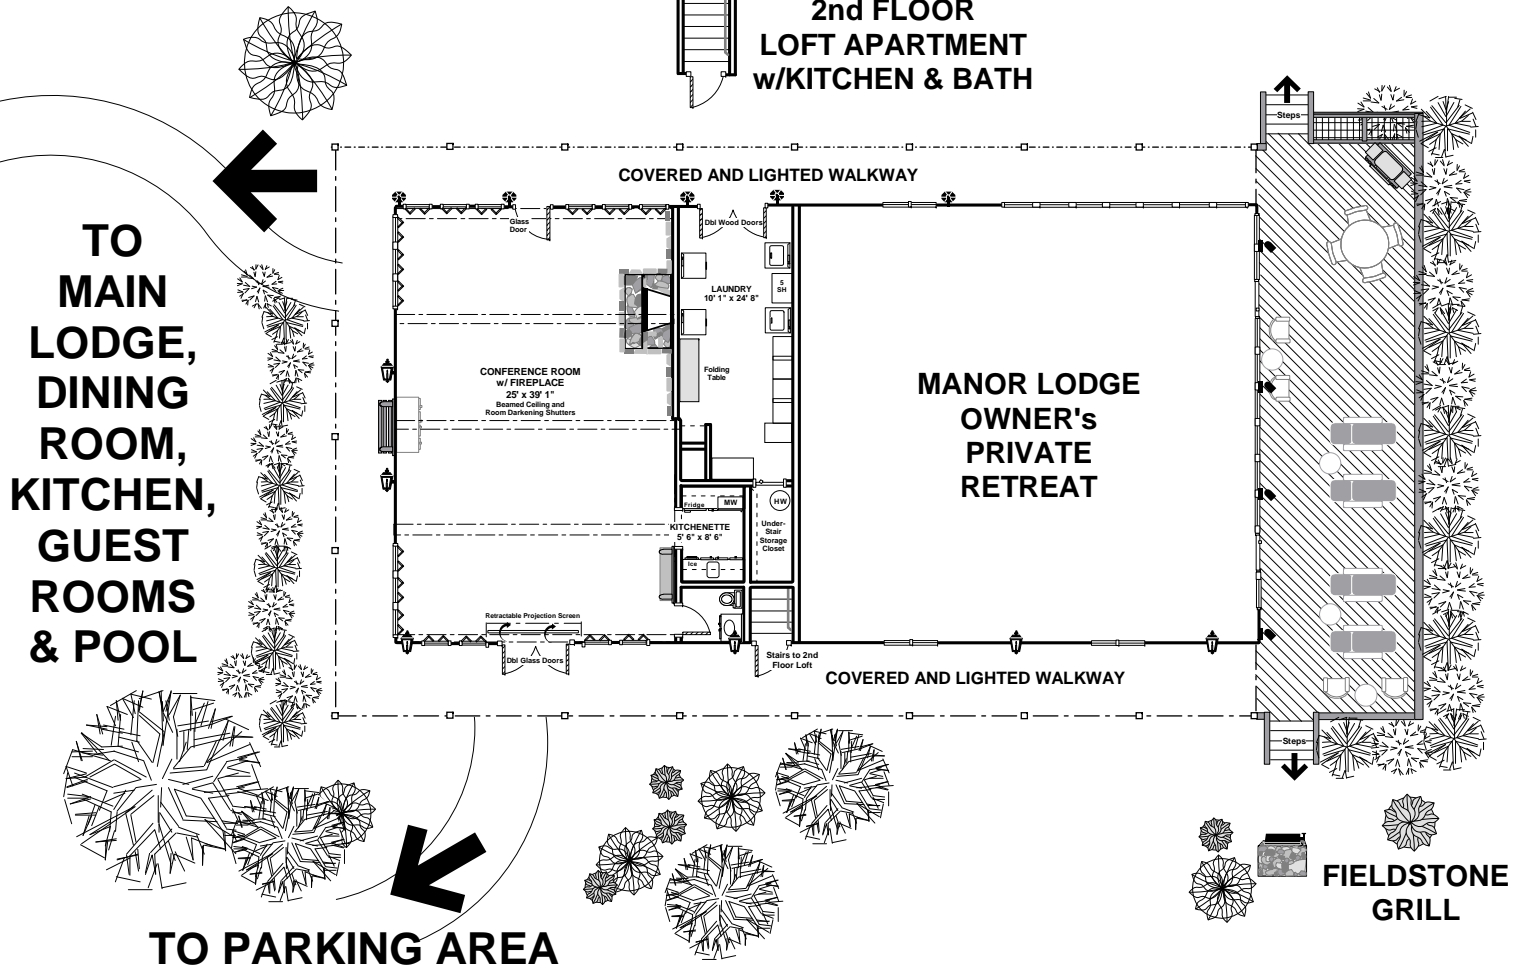 2nd FLOOR
LOFT APARTMENT
w/KITCHEN & BATH
Steps
COVERED AND LIGHTED WALKWAY
Glass
Door
Dbl Wood Doors
TO
MAIN
LODGE,
DINING
ROOM,
KITCHEN,
GUEST
ROOMS
& POOL
LAUNDRY
10' 1" x 24' 8"
5
SH
CONFERENCE ROOM
w/ FIREPLACE
25' x 39' 1"
Beamed Ceiling and
Room Darkening Shutters
Folding
Table
MANOR LODGE
OWNER's
PRIVATE
RETREAT
Fridge
MW
HW
KITCHENETTE
5' 6" x 8' 6"
Under-
Stair
Storage
Closet
Ice
Retractable Projection Screen
Dbl Glass Doors
Stairs to 2nd
Floor Loft
COVERED AND LIGHTED WALKWAY
Steps
FIELDSTONE
GRILL
TO PARKING AREA